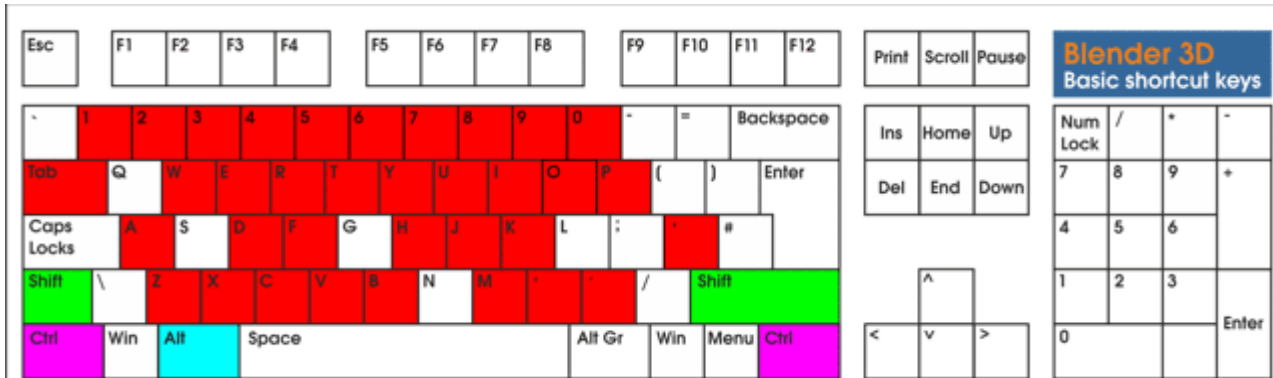 Esc F1 F2 F3 F4 F5 F6 F7 F8 F9 F10 F11 F12 Print Scroll Pause
Blender 3D
Basic shortcut keys
` 1 2 3 4 5 6 7 8 9 0 - = Backspace Ins Home Up Num Lock / * -
Tab Q W E R T Y U I O P ( ) Enter Del End Down 7 8 9 +
Caps Locks A S D F G H J K L ; ' # 4 5 6
Shift \ Z X C V B N M / Shift ^ 1 2 3 Enter
Ctrl Win Alt Space Alt Gr Win Menu Ctrl < v > 0